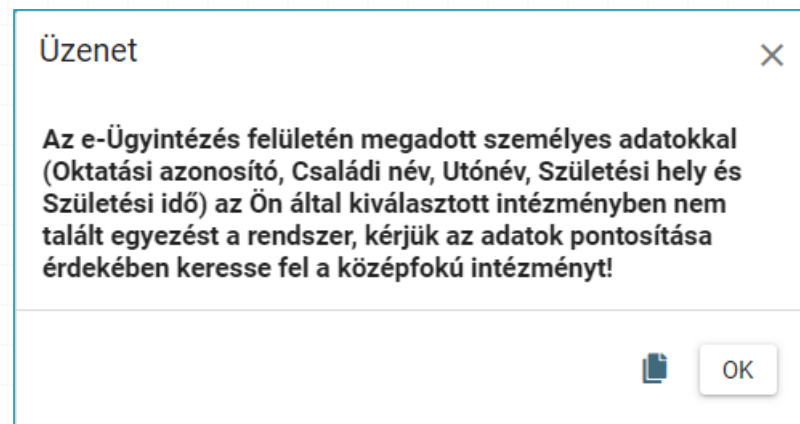 Üzenet
Az e-Ügyintézés felületén megadott személyes adatokkal
(Oktatási azonosító, Családi név, Utónév, Születési hely és
Születési idő) az Ön által kiválasztott intézményben nem
talált egyezést a rendszer, kérjük az adatok pontosítása
érdekében keresse fel a középfokú intézményt!
OK